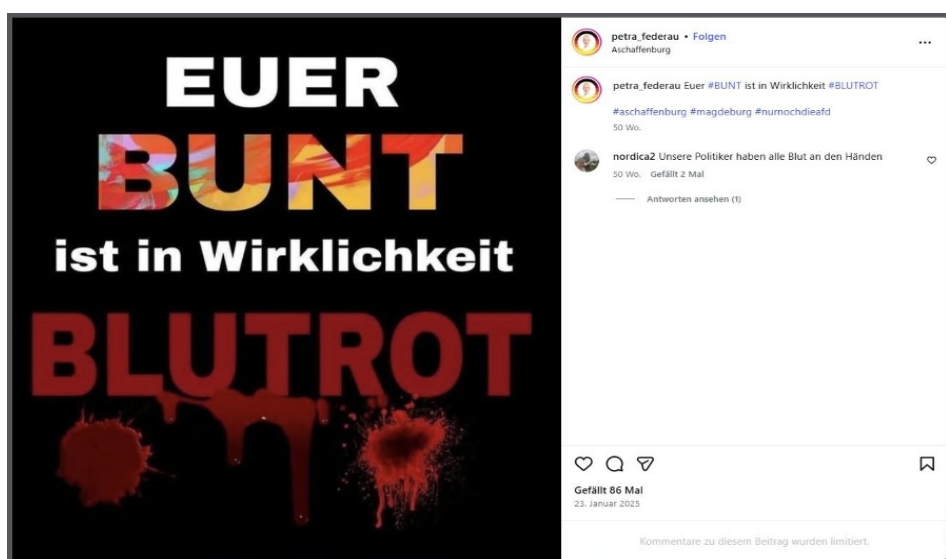 EUER
BUNT
ist in Wirklichkeit
BLUTROT
petra_federau • Folgen
Aschaffenburg
petra_federau Euer #BUNT ist in Wirklichkeit #BLUTROT
#aschaffenburg #magdeburg #nurnochdieafd
50 Wo.
nordica2 Unsere Politiker haben alle Blut an den Händen
50 Wo. Gefällt 2 Mal
Antworten ansehen (1)
Gefällt 86 Mal
23. Januar 2025
Kommentare zu diesem Beitrag wurden limitiert.